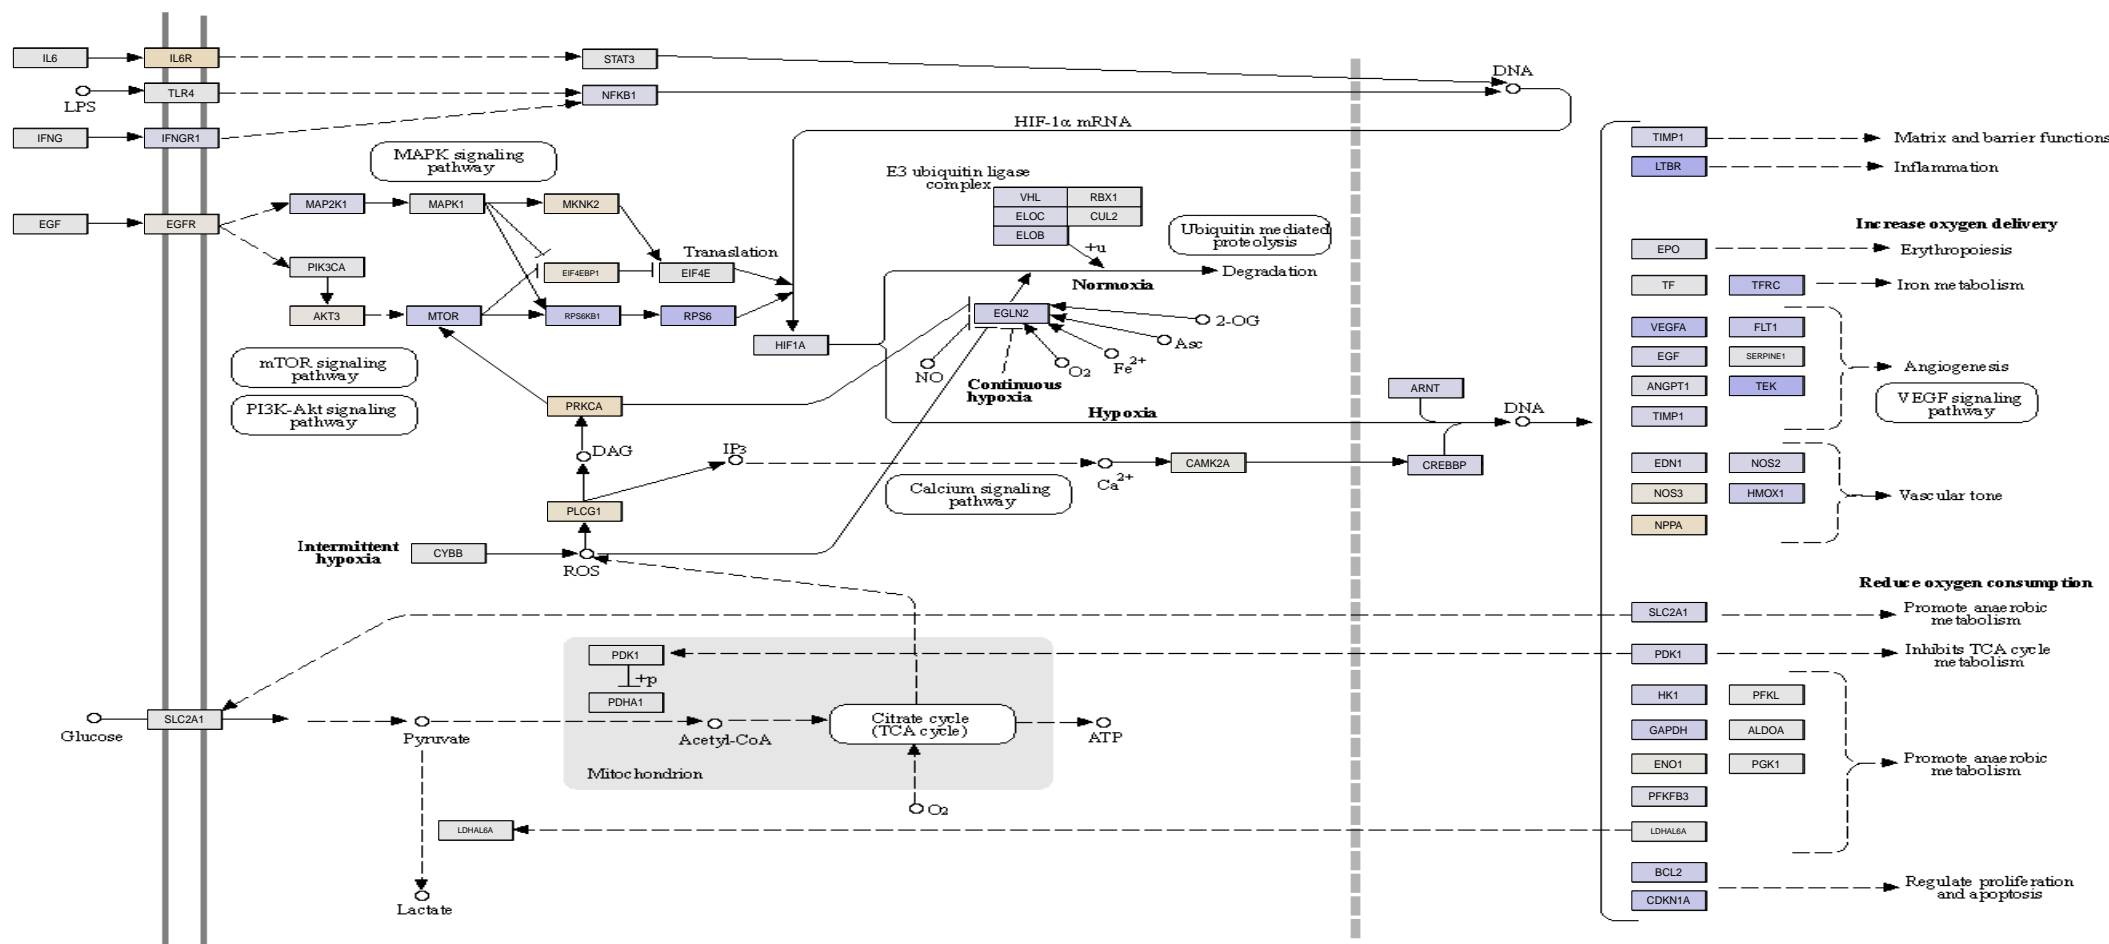 IL6
IL6R
STAT3
DNA
LPS
TLR4
NFKB1
IFNG
IFNGR1
HIF-1α mRNA
TIMP1
Matrix and barrier functions
MAPK signaling
pathway
E3 ubiquitin ligase
complex
LTBR
Inflammation
MAP2K1
MAPK1
MKNK2
VHL
RBX1
ELOC
CUL2
ELOB
+u
EGF
EGFR
Ubiquitin mediated
proteolysis
Increase oxygen delivery
EPO
Erythropoiesis
Tranaslation
PIK3CA
EIF4EBP1
EIF4E
Degradation
Normoxia
TF
TFRC
Iron metabolism
AKT3
MTOR
RPS6KB1
RPS6
EGLN2
2-OG
Asc
Fe2+
O2
NO
HIF1A
VEGFA
FLT1
EGF
SERPINE1
Angiogenesis
ANGPT1
TEK
VEGF signaling
pathway
TIMP1
mTOR signaling
pathway
PI3K-Akt signaling
pathway
Continuous
hypoxia
ARNT
PRKCA
Hypoxia
DNA
DAG
IP3
Ca2+
CAMK2A
CREBBP
EDN1
NOS2
Calcium signaling
pathway
NOS3
HMOX1
Vascular tone
PLCG1
NPPA
Intermittent
hypoxia
CYBB
ROS
Reduce oxygen consumption
SLC2A1
Promote anaerobic
metabolism
PDK1
PDK1
Inhibits TCA cycle
metabolism
+p
PDHA1
HK1
PFKL
Glucose
SLC2A1
Pyruvate
Acetyl-CoA
Citrate cycle
(TCA cycle)
ATP
GAPDH
ALDOA
Mitochondrion
ENO1
PGK1
Promote anaerobic
metabolism
O2
PFKFB3
LDHAL6A
LDHAL6A
BCL2
Regulate proliferation
and apoptosis
CDKN1A
Lactate